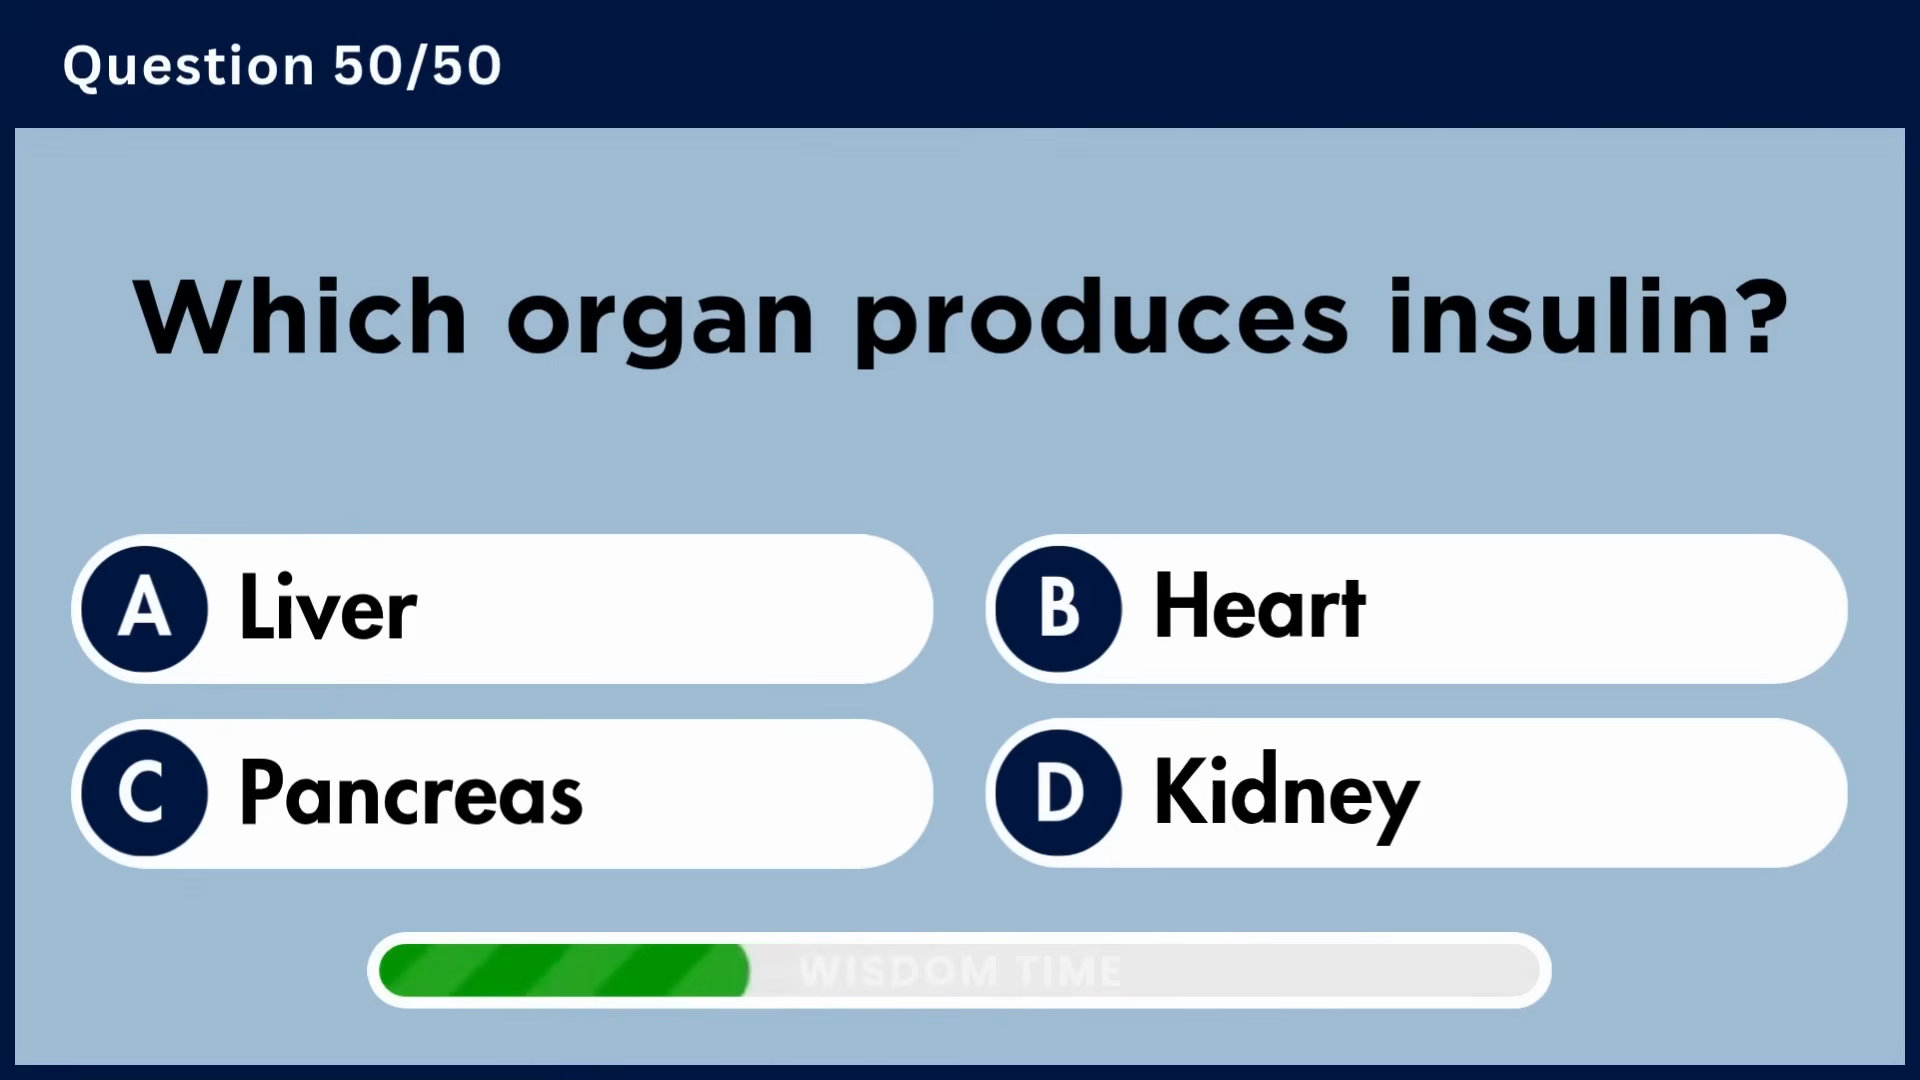 Question 50/50
Which organ produces insulin?
A Liver
B Heart
C Pancreas
D Kidney
WISDOM TIME